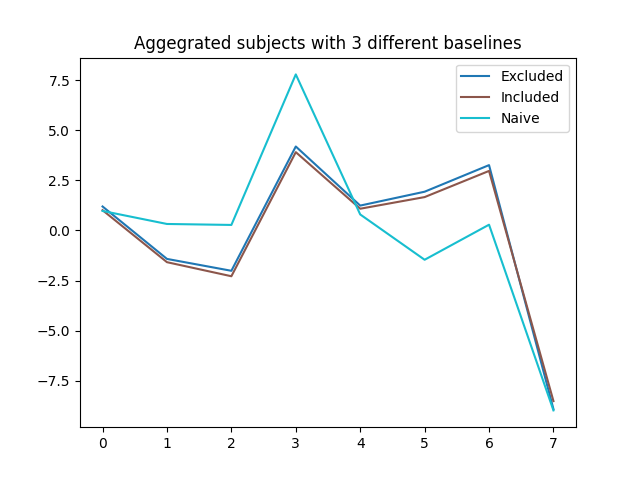 Aggegrated subjects with 3 different baselines
Excluded
Included
Naive
7.5
5.0
2.5
0.0
−2.5
−5.0
−7.5
0 1 2 3 4 5 6 7